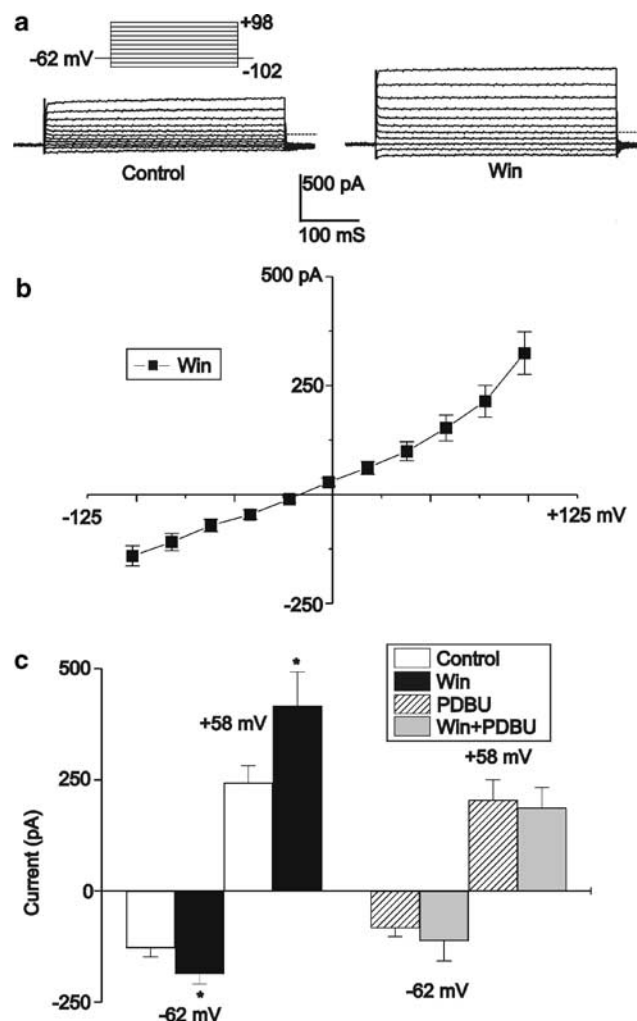 a
+98
-62 mV
-102
Control
Win
500 pA
100 mS
b
500 pA
Win
250
-125
+125 mV
-250
c
500
Control
Win
PDBU
Win+PDBU
*
+58 mV
+58 mV
250
Current (pA)
0
-62 mV
*
-62 mV
-250